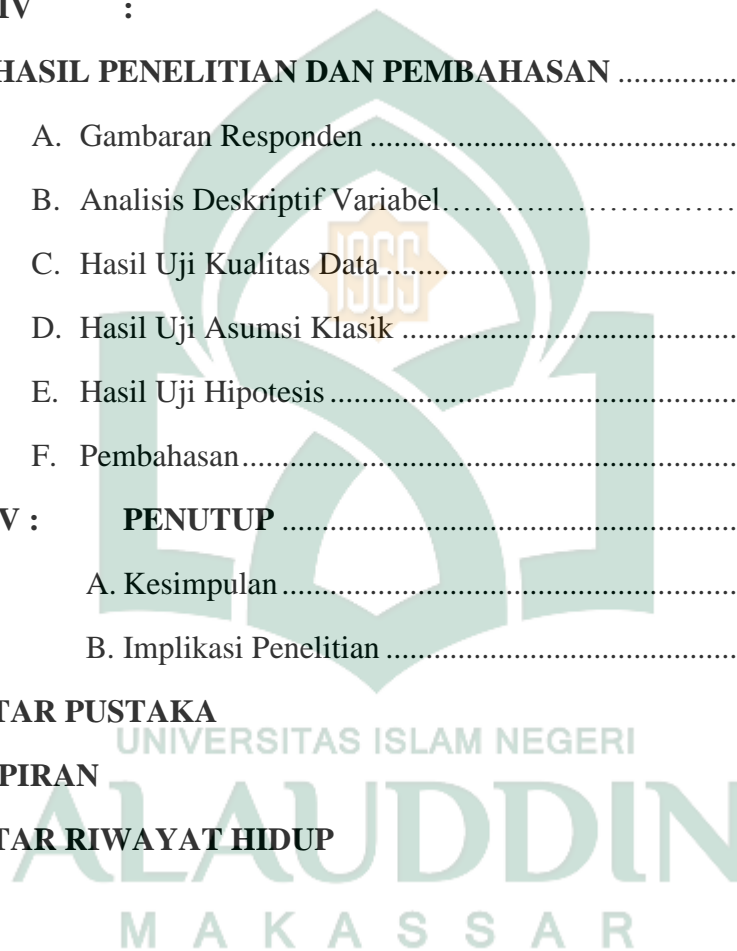 IV :
HASIL PENELITIAN DAN PEMBAHASAN ...............
A. Gambaran Responden ..............................................
B. Analisis Deskriptif Variabel……….……………………
C. Hasil Uji Kualitas Data ............................................
D. Hasil Uji Asumsi Klasik ..........................................
E. Hasil Uji Hipotesis ...................................................
F. Pembahasan..............................................................
V : PENUTUP .........................................................
A. Kesimpulan .........................................................
B. Implikasi Penelitian ............................................
TAR PUSTAKA
PIRAN
TAR RIWAYAT HIDUP
1965
UNIVERSITAS ISLAM NEGERI
ALAUDDIN
MAKASSAR